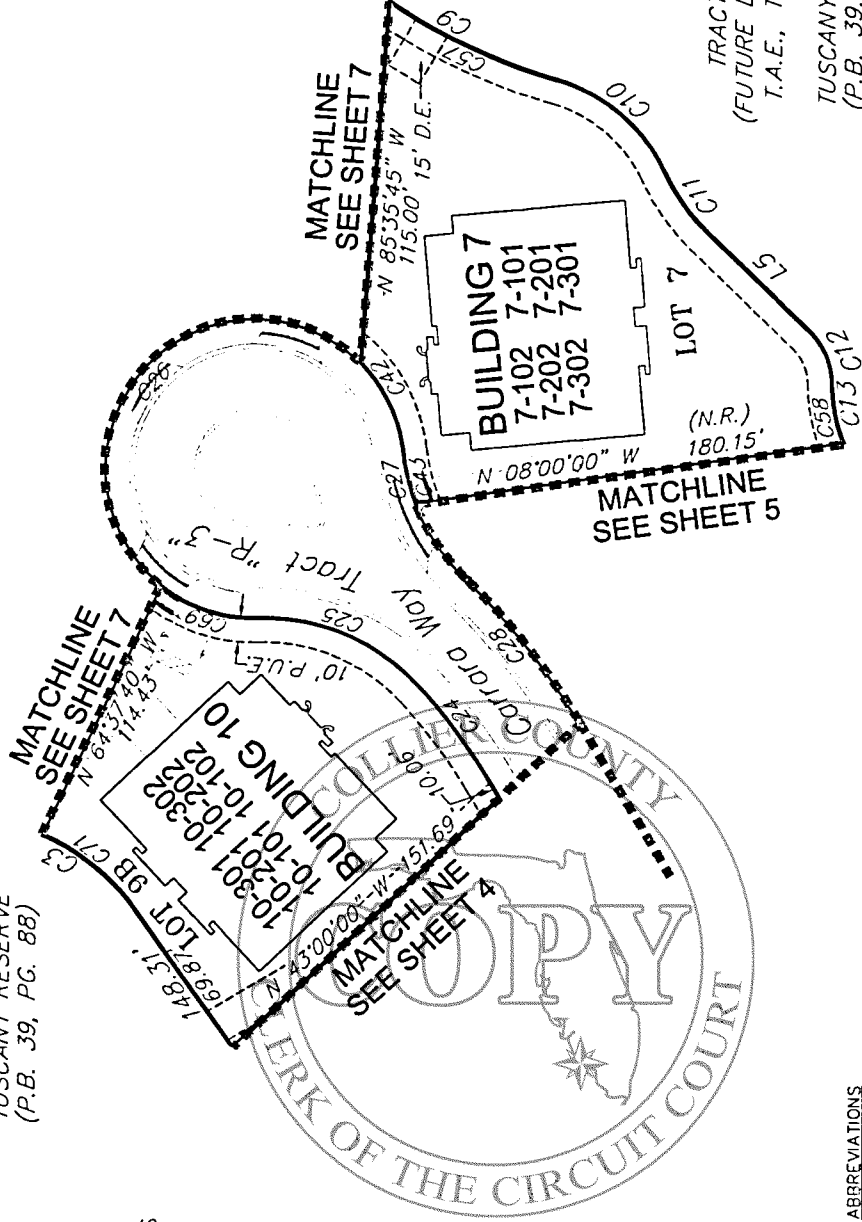 TUSCANY RESERVE
(P.B. 39, PG. 88)
MATCHLINE
SEE SHEET 7
N 64°37'40" W
114.43'
C3
C71
LOT 9B
148.31'
69.87'
10-301 10-302
10-201 10-202
10-101 10-102
BUILDING 10
N 43°00'00" W 151.69'
10.06'
MATCHLINE
SEE SHEET 4
C69
10' P.U.E.
C25
C24
C26
Tract "R-3"
Carrara Way
C27
C28
C42
C43
MATCHLINE
SEE SHEET 7
N 85°35'45" W
115.00'
15' D.E.
C9
C57
C10
C11
L5
C12
C13
C58
BUILDING 7
7-102 7-101
7-202 7-201
7-302 7-301
LOT 7
(N.R.)
N 08°00'00" W
180.15'
MATCHLINE
SEE SHEET 5
TRACT
(FUTURE
T.A.E.,
TUSCANY
(P.B. 39,
COLLIER COUNTY
COPY
CLERK OF THE CIRCUIT COURT
ABBREVIATIONS